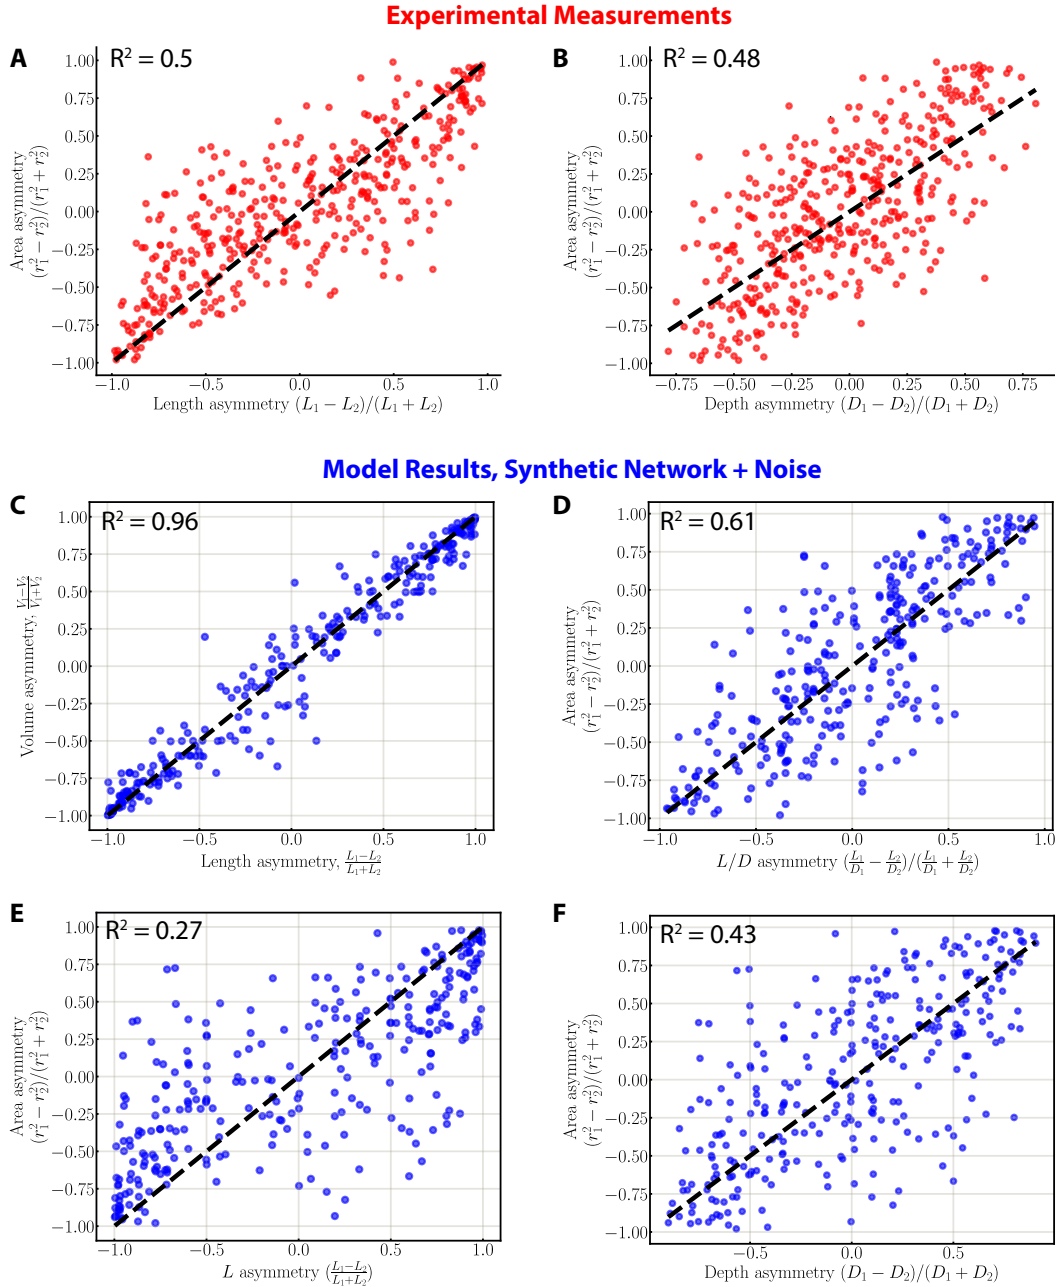 Experimental Measurements
A
R² = 0.5
1.00
0.75
0.50
0.25
0.00
−0.25
−0.50
−0.75
−1.00
Area asymmetry
(r₁² − r₂²)/(r₁² + r₂²)
−1.0 −0.5 0.0 0.5 1.0
Length asymmetry (L₁ − L₂)/(L₁ + L₂)
B
R² = 0.48
1.00
0.75
0.50
0.25
0.00
−0.25
−0.50
−0.75
−1.00
Area asymmetry
(r₁² − r₂²)/(r₁² + r₂²)
−0.75 −0.50 −0.25 0.00 0.25 0.50 0.75
Depth asymmetry (D₁ − D₂)/(D₁ + D₂)
Model Results, Synthetic Network + Noise
C
R² = 0.96
1.00
0.75
0.50
0.25
0.00
−0.25
−0.50
−0.75
−1.00
Volume asymmetry, (V₁−V₂)/(V₁+V₂)
−1.0 −0.5 0.0 0.5 1.0
Length asymmetry, (L₁−L₂)/(L₁+L₂)
D
R² = 0.61
1.00
0.75
0.50
0.25
0.00
−0.25
−0.50
−0.75
−1.00
Area asymmetry
(r₁² − r₂²)/(r₁² + r₂²)
−1.0 −0.5 0.0 0.5 1.0
L/D asymmetry (L₁/D₁ − L₂/D₂)/(L₁/D₁ + L₂/D₂)
E
R² = 0.27
1.00
0.75
0.50
0.25
0.00
−0.25
−0.50
−0.75
−1.00
Area asymmetry
(r₁² − r₂²)/(r₁² + r₂²)
−1.0 −0.5 0.0 0.5 1.0
L asymmetry ((L₁−L₂)/(L₁+L₂))
F
R² = 0.43
1.00
0.75
0.50
0.25
0.00
−0.25
−0.50
−0.75
−1.00
Area asymmetry
(r₁² − r₂²)/(r₁² + r₂²)
−0.5 0.0 0.5
Depth asymmetry (D₁ − D₂)/(D₁ + D₂)